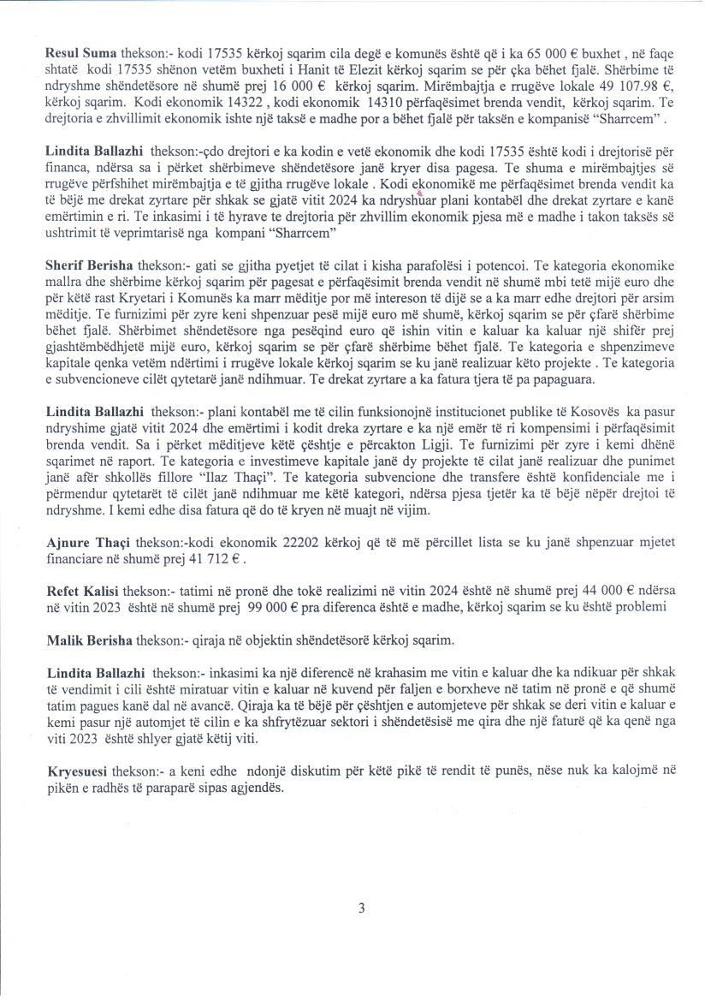 Resul Suma thekson:- kodi 17535 kërkoj sqarim cila degë e komunës është që i ka 65 000 € buxhet , në faqe
shtatë kodi 17535 shënon vetëm buxheti i Hanit të Elezit kërkoj sqarim se për çka bëhet fjalë. Shërbime të
ndryshme shëndetësore në shumë prej 16 000 € kërkoj sqarim. Mirëmbajtja e rrugëve lokale 49 107.98 €,
kërkoj sqarim. Kodi ekonomik 14322 , kodi ekonomik 14310 përfaqësimet brenda vendit, kërkoj sqarim. Te
drejtoria e zhvillimit ekonomik ishte një taksë e madhe por a bëhet fjalë për taksën e kompanisë “Sharrcem” .
Lindita Ballazhi thekson:-çdo drejtori e ka kodin e vetë ekonomik dhe kodi 17535 është kodi i drejtorisë për
financa, ndërsa sa i përket shërbimeve shëndetësore janë kryer disa pagesa. Te shuma e mirëmbajtjes së
rrugëve përfshihet mirëmbajtja e të gjitha rrugëve lokale . Kodi ekonomikë me përfaqësimet brenda vendit ka
të bëjë me drekat zyrtare për shkak se gjatë vitit 2024 ka ndryshuar plani kontabël dhe drekat zyrtare e kanë
emërtimin e ri. Te inkasimi i të hyrave te drejtoria për zhvillim ekonomik pjesa më e madhe i takon taksës së
ushtrimit të veprimtarisë nga kompani “Sharrcem”
Sherif Berisha thekson:- gati se gjitha pyetjet të cilat i kisha parafolësi i potencoi. Te kategoria ekonomike
mallra dhe shërbime kërkoj sqarim për pagesat e përfaqësimit brenda vendit në shumë mbi tetë mijë euro dhe
për këtë rast Kryetari i Komunës ka marr mëditje por më intereson të dijë se a ka marr edhe drejtori për arsim
mëditje. Te furnizimi për zyre keni shpenzuar pesë mijë euro më shumë, kërkoj sqarim se për çfarë shërbime
bëhet fjalë. Shërbimet shëndetësore nga pesëqind euro që ishin vitin e kaluar ka kaluar një shifër prej
gjashtëmbëdhjetë mijë euro, kërkoj sqarim se për çfarë shërbime bëhet fjalë. Te kategoria e shpenzimeve
kapitale qenka vetëm ndërtimi i rrugëve lokale kërkoj sqarim se ku janë realizuar këto projekte . Te kategoria
e subvencioneve cilët qytetarë janë ndihmuar. Te drekat zyrtare a ka fatura tjera të pa papaguara.
Lindita Ballazhi thekson:- plani kontabël me të cilin funksionojnë institucionet publike të Kosovës ka pasur
ndryshime gjatë vitit 2024 dhe emërtimi i kodit dreka zyrtare e ka një emër të ri kompensimi i përfaqësimit
brenda vendit. Sa i përket mëditjeve këtë çështje e përcakton Ligji. Te furnizimi për zyre i kemi dhënë
sqarimet në raport. Te kategoria e investimeve kapitale janë dy projekte të cilat janë realizuar dhe punimet
janë afër shkollës fillore “Ilaz Thaçi”. Te kategoria subvencione dhe transfere është konfidenciale me i
përmendur qytetarët të cilët janë ndihmuar me këtë kategori, ndërsa pjesa tjetër ka të bëjë nëpër drejtoi të
ndryshme. I kemi edhe disa fatura që do të kryen në muajt në vijim.
Ajnure Thaçi thekson:-kodi ekonomik 22202 kërkoj që të më përcillet lista se ku janë shpenzuar mjetet
financiare në shumë prej 41 712 € .
Refet Kalisi thekson:- tatimi në pronë dhe tokë realizimi në vitin 2024 është në shumë prej 44 000 € ndërsa
në vitin 2023 është në shumë prej 99 000 € pra diferenca është e madhe, kërkoj sqarim se ku është problemi
Malik Berisha thekson:- qiraja në objektin shëndetësorë kërkoj sqarim.
Lindita Ballazhi thekson:- inkasimi ka një diferencë në krahasim me vitin e kaluar dhe ka ndikuar për shkak
të vendimit i cili është miratuar vitin e kaluar në kuvend për faljen e borxheve në tatim në pronë e që shumë
tatim pagues kanë dal në avancë. Qiraja ka të bëjë për çështjen e automjeteve për shkak se deri vitin e kaluar e
kemi pasur një automjet të cilin e ka shfrytëzuar sektori i shëndetësisë me qira dhe një faturë që ka qenë nga
viti 2023 është shlyer gjatë këtij viti.
Kryesuesi thekson:- a keni edhe ndonjë diskutim për këtë pikë të rendit të punës, nëse nuk ka kalojmë në
pikën e radhës të paraparë sipas agjendës.
3